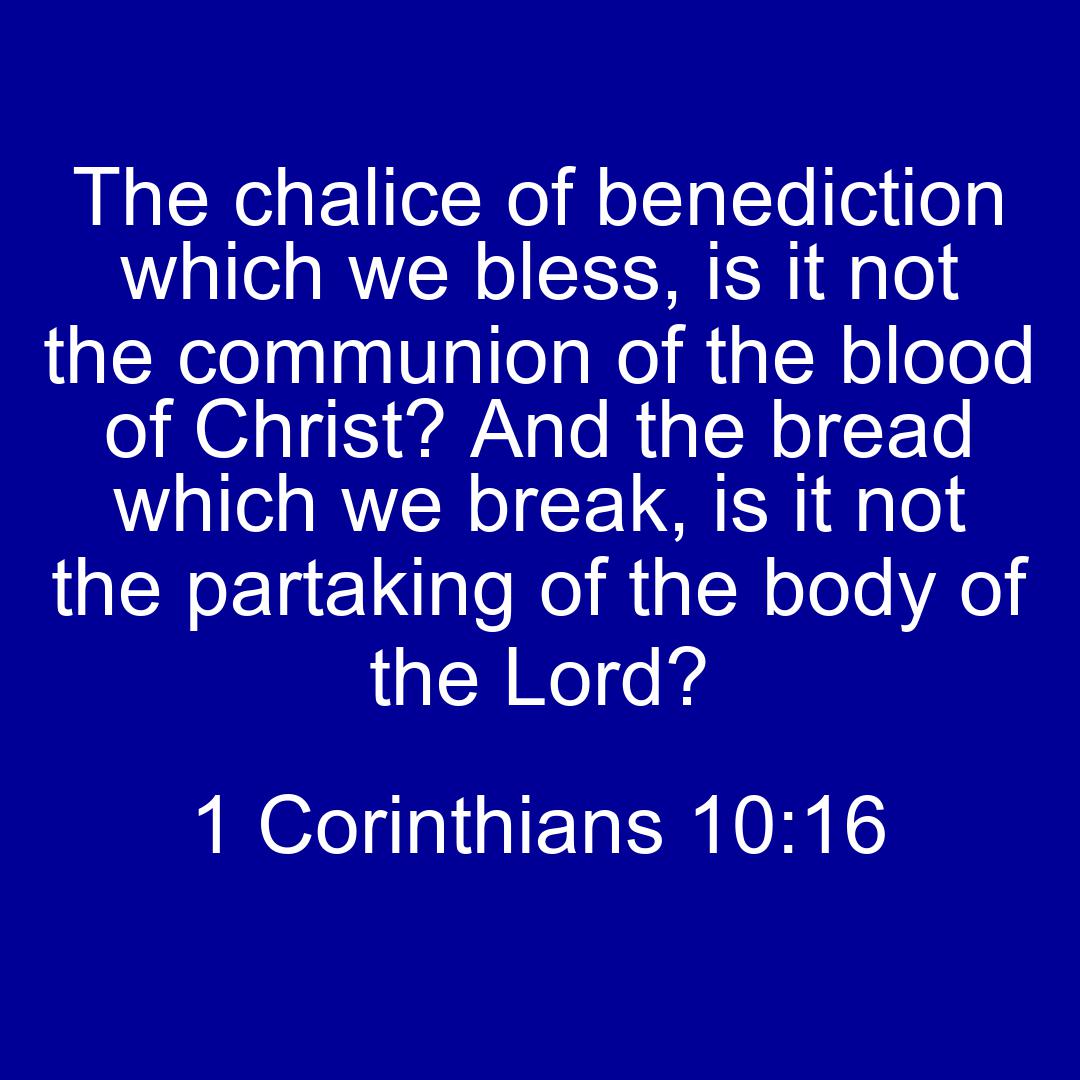 The chalice of benediction
which we bless, is it not
the communion of the blood
of Christ? And the bread
which we break, is it not
the partaking of the body of
the Lord?
1 Corinthians 10:16